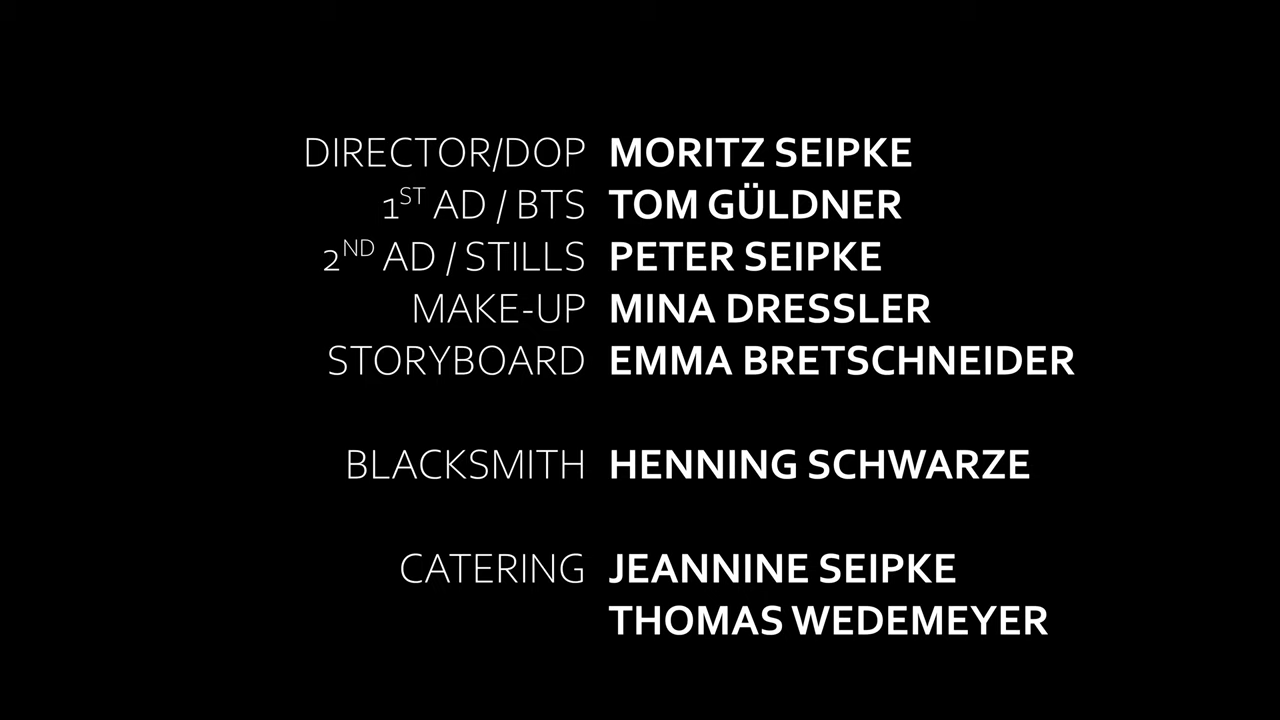 DIRECTOR/DOP MORITZ SEIPKE
1ST AD / BTS TOM GÜLDNER
2ND AD / STILLS PETER SEIPKE
MAKE-UP MINA DRESSLER
STORYBOARD EMMA BRETSCHNEIDER
BLACKSMITH HENNING SCHWARZE
CATERING JEANNINE SEIPKE
THOMAS WEDEMEYER